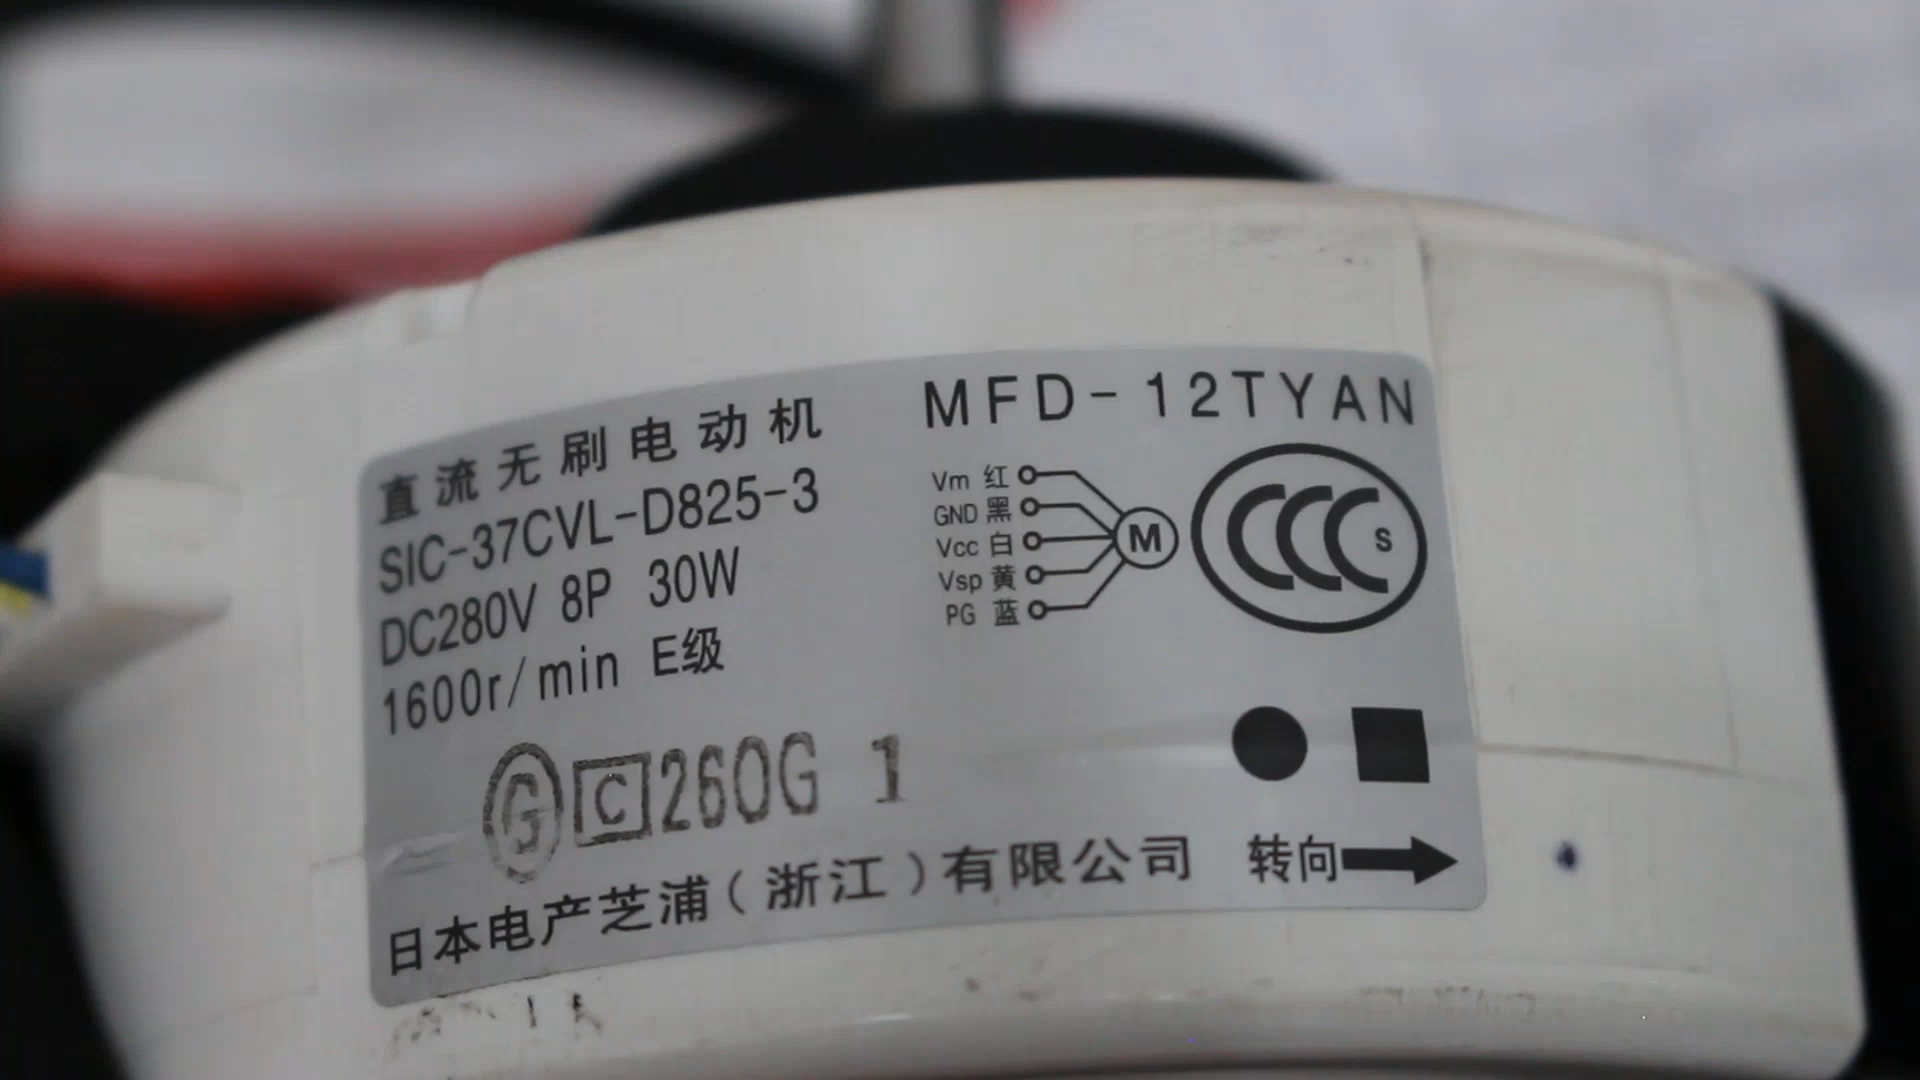 直流无刷电动机
SIC-37CVL-D825-3
DC280V 8P 30W
1600r/min E级
G C 260G 1
日本电产芝浦（浙江）有限公司
MFD-12TYAN
Vm 红
GND 黑
Vcc 白
Vsp 黄
PG 蓝
M
CCC S
转向